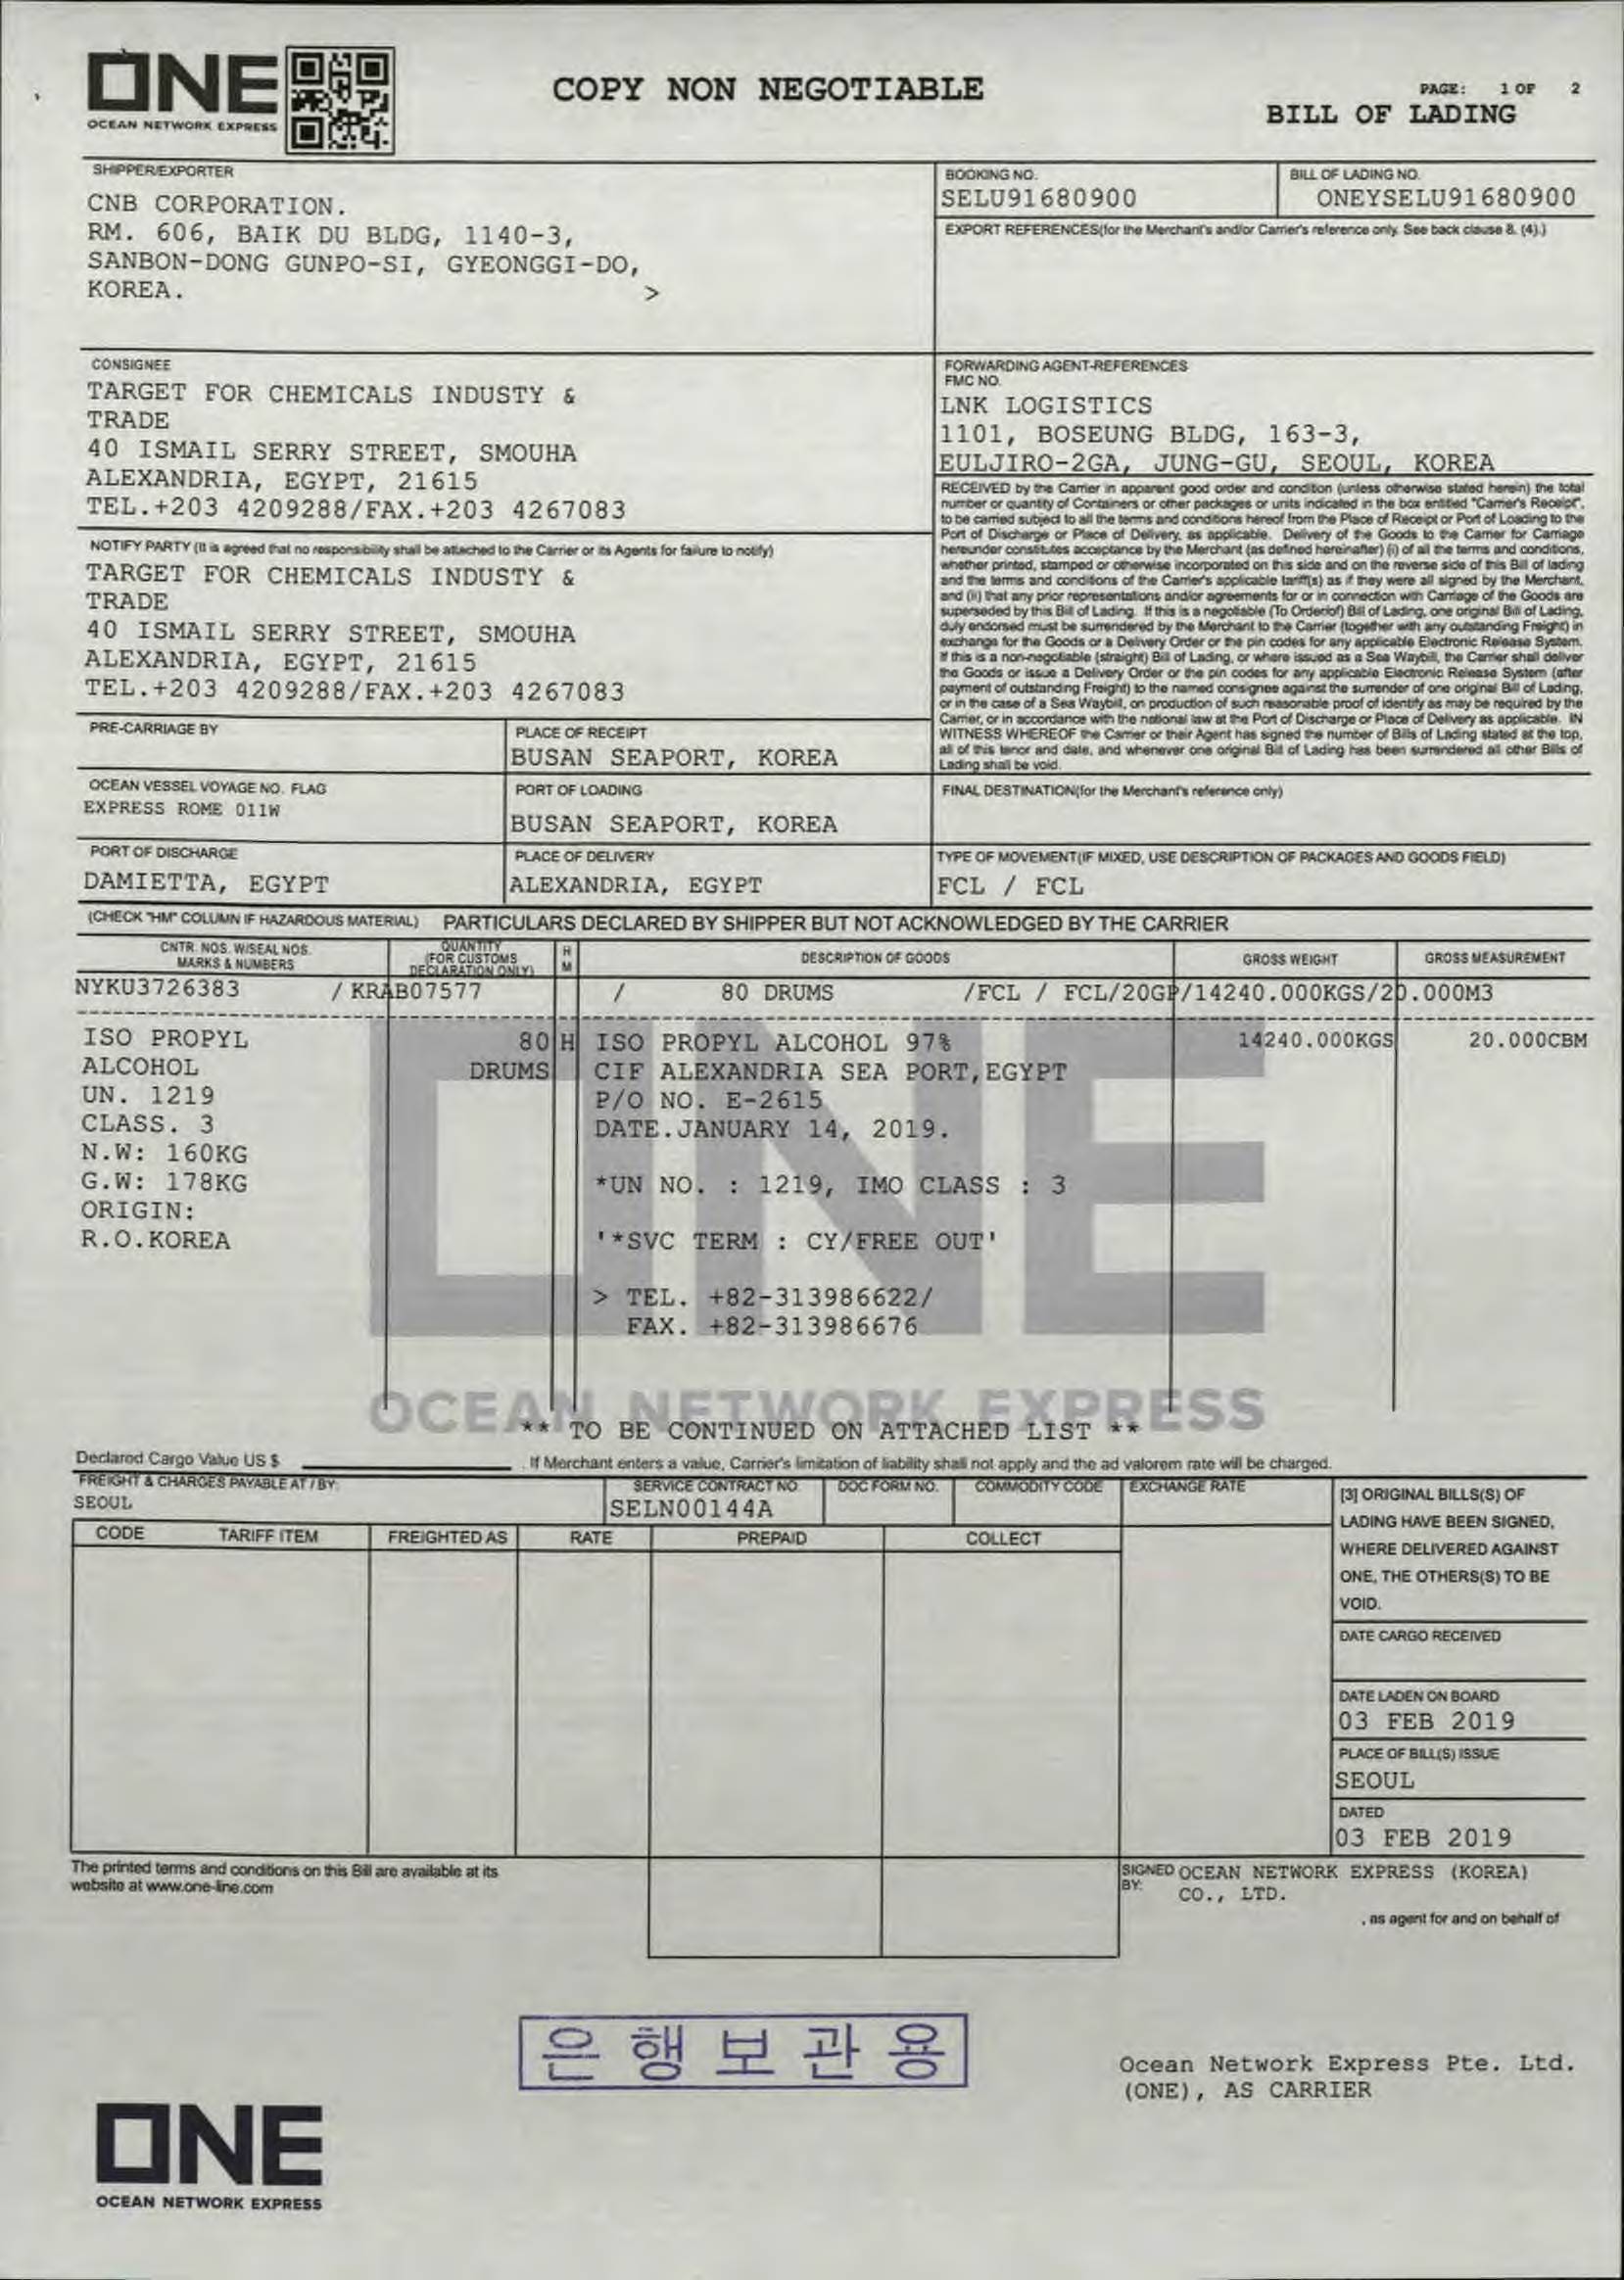 ONE
OCEAN NETWORK EXPRESS
COPY NON NEGOTIABLE
PAGE: 1 OF 2
BILL OF LADING
SHIPPER/EXPORTER
CNB CORPORATION.
RM. 606, BAIK DU BLDG, 1140-3,
SANBON-DONG GUNPO-SI, GYEONGGI-DO,
KOREA. >
BOOKING NO.
SELU91680900
BILL OF LADING NO.
ONEYSELU91680900
EXPORT REFERENCES(for the Merchant's and/or Carrier's reference only. See back clause 8. (4).)
CONSIGNEE
TARGET FOR CHEMICALS INDUSTY &
TRADE
40 ISMAIL SERRY STREET, SMOUHA
ALEXANDRIA, EGYPT, 21615
TEL.+203 4209288/FAX.+203 4267083
FORWARDING AGENT-REFERENCES
FMC NO.
LNK LOGISTICS
1101, BOSEUNG BLDG, 163-3,
EULJIRO-2GA, JUNG-GU, SEOUL, KOREA
RECEIVED by the Carrier in apparent good order and condition (unless otherwise stated herein) the total
number or quantity of Containers or other packages or units indicated in the box entitled "Carrier's Receipt",
to be carried subject to all the terms and conditions hereof from the Place of Receipt or Port of Loading to the
Port of Discharge or Place of Delivery, as applicable. Delivery of the Goods to the Carrier for Carriage
hereunder constitutes acceptance by the Merchant (as defined hereinafter) (i) of all the terms and conditions,
whether printed, stamped or otherwise incorporated on this side and on the reverse side of this Bill of lading
and the terms and conditions of the Carrier's applicable tariff(s) as if they were all signed by the Merchant,
and (ii) that any prior representations and/or agreements for or in connection with Carriage of the Goods are
superseded by this Bill of Lading. If this is a negotiable (To Order/of) Bill of Lading, one original Bill of Lading,
duly endorsed must be surrendered by the Merchant to the Carrier (together with any outstanding Freight) in
exchange for the Goods or a Delivery Order or the pin codes for any applicable Electronic Release System.
If this is a non-negotiable (straight) Bill of Lading, or where issued as a Sea Waybill, the Carrier shall deliver
the Goods or issue a Delivery Order or the pin codes for any applicable Electronic Release System (after
payment of outstanding Freight) to the named consignee against the surrender of one original Bill of Lading,
or in the case of a Sea Waybill, on production of such reasonable proof of identify as may be required by the
Carrier, or in accordance with the national law at the Port of Discharge or Place of Delivery as applicable. IN
WITNESS WHEREOF the Carrier or their Agent has signed the number of Bills of Lading stated at the top,
all of this tenor and date, and whenever one original Bill of Lading has been surrendered all other Bills of
Lading shall be void.
NOTIFY PARTY (It is agreed that no responsibility shall be attached to the Carrier or its Agents for failure to notify)
TARGET FOR CHEMICALS INDUSTY &
TRADE
40 ISMAIL SERRY STREET, SMOUHA
ALEXANDRIA, EGYPT, 21615
TEL.+203 4209288/FAX.+203 4267083
PRE-CARRIAGE BY
PLACE OF RECEIPT
BUSAN SEAPORT, KOREA
OCEAN VESSEL VOYAGE NO. FLAG
EXPRESS ROME 011W
PORT OF LOADING
BUSAN SEAPORT, KOREA
FINAL DESTINATION(for the Merchant's reference only)
PORT OF DISCHARGE
DAMIETTA, EGYPT
PLACE OF DELIVERY
ALEXANDRIA, EGYPT
TYPE OF MOVEMENT(IF MIXED, USE DESCRIPTION OF PACKAGES AND GOODS FIELD)
FCL / FCL
(CHECK "HM" COLUMN IF HAZARDOUS MATERIAL) PARTICULARS DECLARED BY SHIPPER BUT NOT ACKNOWLEDGED BY THE CARRIER
CNTR. NOS. W/SEAL NOS.
MARKS & NUMBERS
QUANTITY
(FOR CUSTOMS
DECLARATION ONLY)
H
M
DESCRIPTION OF GOODS
GROSS WEIGHT
GROSS MEASUREMENT
NYKU3726383 / KRAB07577 / 80 DRUMS /FCL / FCL/20GP/14240.000KGS/20.000M3
ISO PROPYL
ALCOHOL
UN. 1219
CLASS. 3
N.W: 160KG
G.W: 178KG
ORIGIN:
R.O.KOREA
80
DRUMS
H
ISO PROPYL ALCOHOL 97%
CIF ALEXANDRIA SEA PORT,EGYPT
P/O NO. E-2615
DATE.JANUARY 14, 2019.
*UN NO. : 1219, IMO CLASS : 3
'*SVC TERM : CY/FREE OUT'
> TEL. +82-313986622/
FAX. +82-313986676
14240.000KGS
20.000CBM
ONE
OCEAN NETWORK EXPRESS
** TO BE CONTINUED ON ATTACHED LIST **
Declared Cargo Value US $ . If Merchant enters a value, Carrier's limitation of liability shall not apply and the ad valorem rate will be charged.
FREIGHT & CHARGES PAYABLE AT / BY:
SEOUL
SERVICE CONTRACT NO.
SELN00144A
DOC FORM NO.
COMMODITY CODE
EXCHANGE RATE
CODE TARIFF ITEM FREIGHTED AS RATE PREPAID COLLECT
[3] ORIGINAL BILLS(S) OF
LADING HAVE BEEN SIGNED,
WHERE DELIVERED AGAINST
ONE, THE OTHERS(S) TO BE
VOID.
DATE CARGO RECEIVED
DATE LADEN ON BOARD
03 FEB 2019
PLACE OF BILL(S) ISSUE
SEOUL
DATED
03 FEB 2019
The printed terms and conditions on this Bill are available at its
website at www.one-line.com
SIGNED BY: OCEAN NETWORK EXPRESS (KOREA)
CO., LTD.
, as agent for and on behalf of
은행보관용
Ocean Network Express Pte. Ltd.
(ONE), AS CARRIER
ONE
OCEAN NETWORK EXPRESS